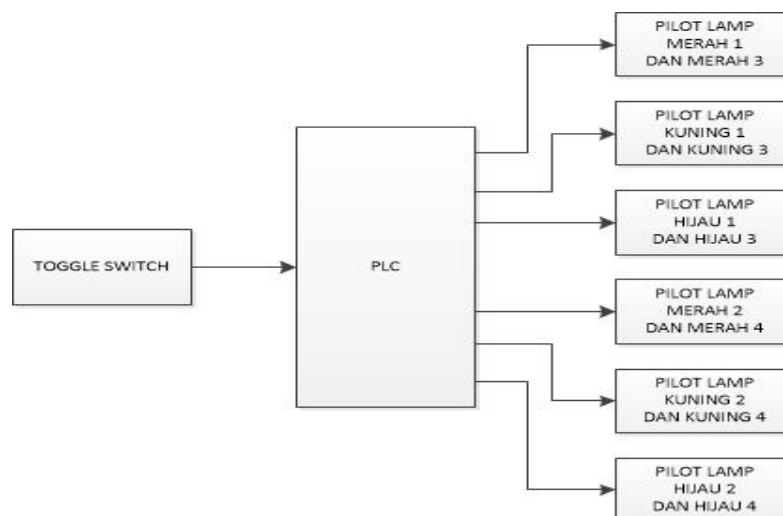 TOGGLE SWITCH
PLC
PILOT LAMP
MERAH 1
DAN MERAH 3
PILOT LAMP
KUNING 1
DAN KUNING 3
PILOT LAMP
HIJAU 1
DAN HIJAU 3
PILOT LAMP
MERAH 2
DAN MERAH 4
PILOT LAMP
KUNING 2
DAN KUNING 4
PILOT LAMP
HIJAU 2
DAN HIJAU 4